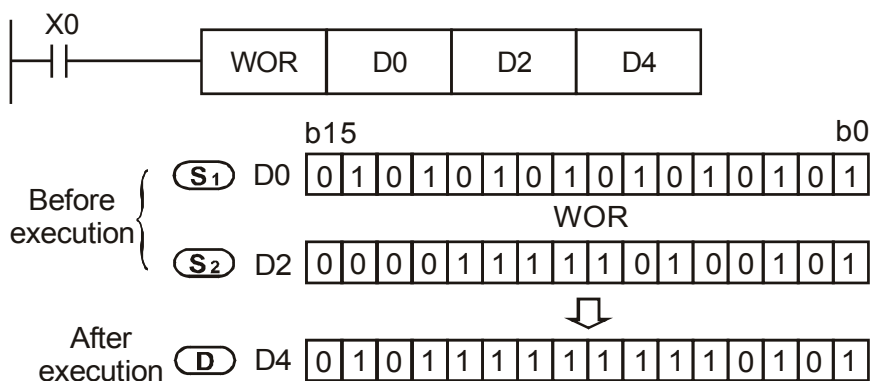 X0
WOR D0 D2 D4
b15 b0
Before execution
S1 D0 0 1 0 1 0 1 0 1 0 1 0 1 0 1 0 1
WOR
S2 D2 0 0 0 0 1 1 1 1 1 0 1 0 0 1 0 1
After
execution D D4 0 1 0 1 1 1 1 1 1 1 1 1 0 1 0 1